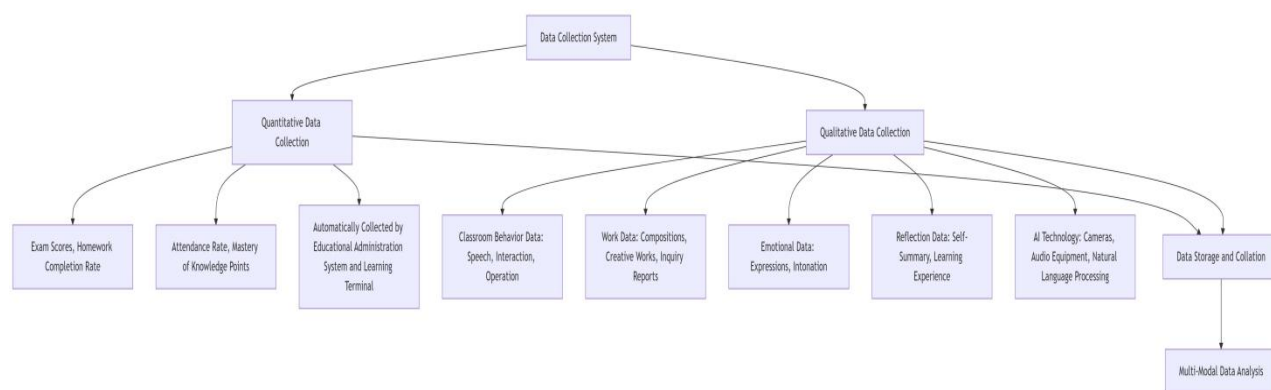 Data Collection System
Quantitative Data
Collection
Qualitative Data Collection
Exam Scores, Homework
Completion Rate
Attendance Rate, Mastery
of Knowledge Points
Automatically Collected by
Educational Administration
System and Learning
Terminal
Classroom Behavior Data:
Speech, Interaction,
Operation
Work Data: Compositions,
Creative Works, Inquiry
Reports
Emotional Data:
Expressions, Intonation
Reflection Data: Self-
Summary, Learning
Experience
AI Technology: Cameras,
Audio Equipment, Natural
Language Processing
Data Storage and Collation
Multi-Modal Data Analysis